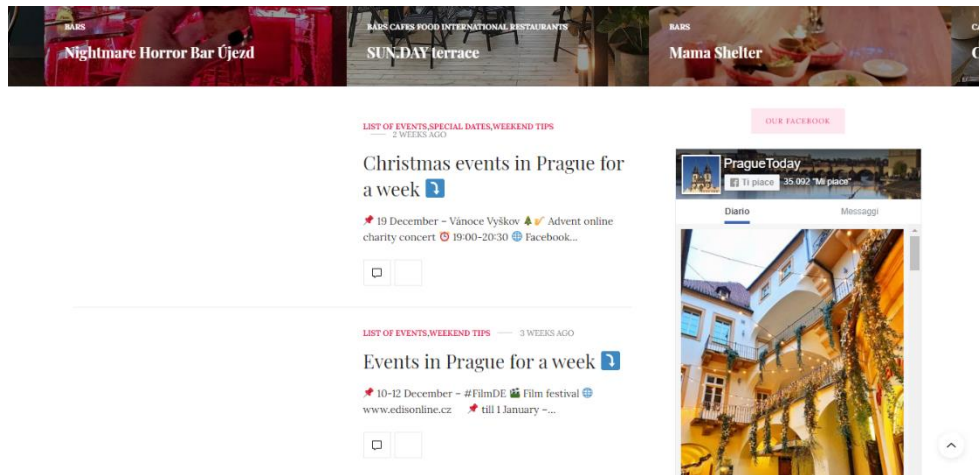 BARS
Nightmare Horror Bar Újezd
BARS CAFES FOOD INTERNATIONAL RESTAURANTS
SUN.DAY terrace
BARS
Mama Shelter
LIST OF EVENTS,SPECIAL DATES,WEEKEND TIPS
2 WEEKS AGO
Christmas events in Prague for
a week
19 December – Vánoce Vyškov Advent online
charity concert 19:00-20:30 Facebook...
LIST OF EVENTS,WEEKEND TIPS 3 WEEKS AGO
Events in Prague for a week
10-12 December – #FilmDE Film festival
www.edisonline.cz till 1 January –...
OUR FACEBOOK
PragueToday
Ti piace 35.092 "Mi piace"
Diario Messaggi